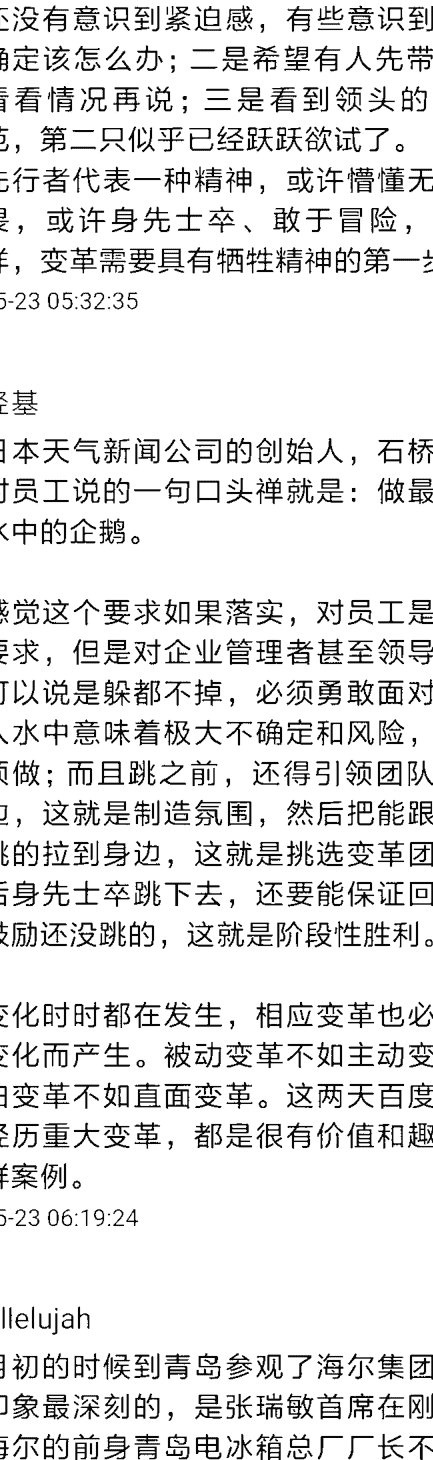 还没有意识到紧迫感，有些意识到
确定该怎么办；二是希望有人先带
看看情况再说；三是看到领头的
范，第二只似乎已经跃跃欲试了。
先行者代表一种精神，或许懵懂无
畏，或许身先士卒、敢于冒险，
样，变革需要具有牺牲精神的第一步
5-23 05:32:35
基
日本天气新闻公司的创始人，石桥
对员工说的一句口头禅就是：做最
水中的企鹅。
感觉这个要求如果落实，对员工是
要求，但是对企业管理者甚至领导
可以说是躲都不掉，必须勇敢面对
入水中意味着极大不确定和风险，
须做；而且跳之前，还得引领团队
边，这就是制造氛围，然后把能跟
跳的拉到身边，这就是挑选变革团
后身先士卒跳下去，还要能保证回
鼓励还没跳的，这就是阶段性胜利。
变化时时都在发生，相应变革也必
变化而产生。被动变革不如主动变
变革不如直面变革。这两天百度
经历重大变革，都是很有价值和趣
样案例。
5-23 06:19:24
llelujah
月初的时候到青岛参观了海尔集团
印象最深刻的，是张瑞敏首席在刚
海尔的前身青岛电冰箱总厂厂长不